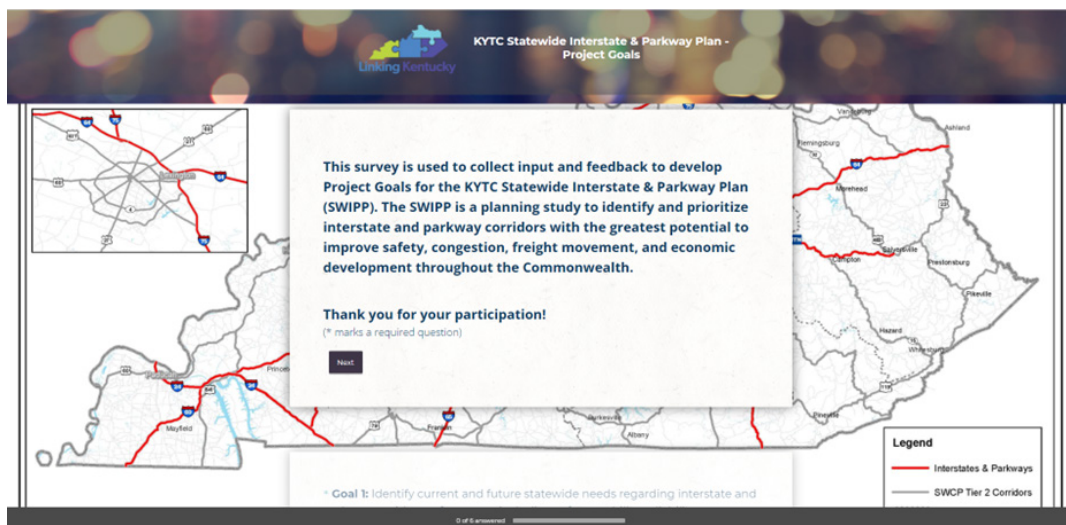 KYTC Statewide Interstate & Parkway Plan -
Project Goals
Linking Kentucky
This survey is used to collect input and feedback to develop
Project Goals for the KYTC Statewide Interstate & Parkway Plan
(SWIPP). The SWIPP is a planning study to identify and prioritize
interstate and parkway corridors with the greatest potential to
improve safety, congestion, freight movement, and economic
development throughout the Commonwealth.
Thank you for your participation!
(* marks a required question)
Next
Ashland
Flemingsburg
Morehead
Salyersville
Campton
Prestonsburg
Pikeville
Hazard
Whitesburg
Pineville
Mayfield
Burkesville
Albany
Legend
Interstates & Parkways
SWCP Tier 2 Corridors
* Goal 1: Identify current and future statewide needs regarding interstate and
0 of 6 answered